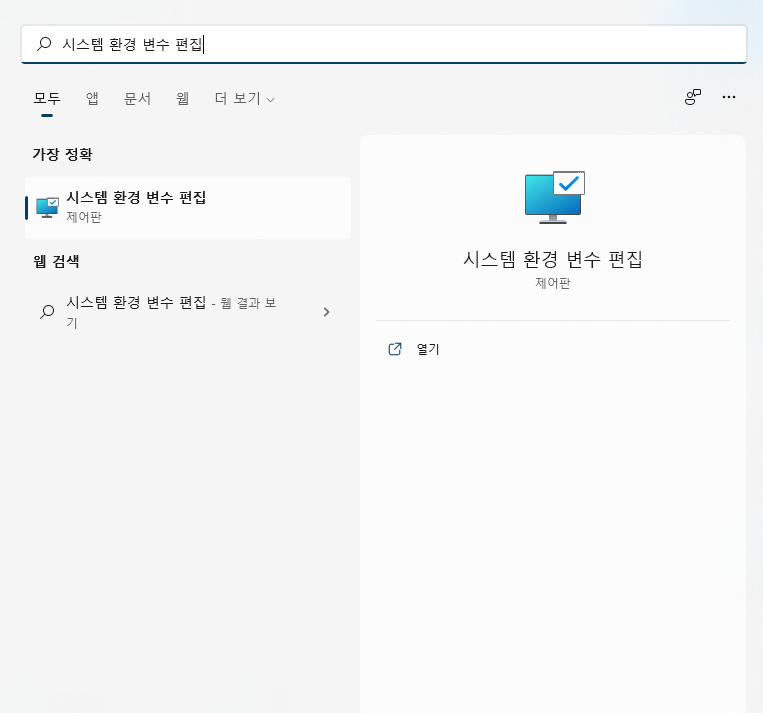 시스템 환경 변수 편집
모두 앱 문서 웹 더 보기
가장 정확
시스템 환경 변수 편집
제어판
웹 검색
시스템 환경 변수 편집 - 웹 결과 보
기
시스템 환경 변수 편집
제어판
열기